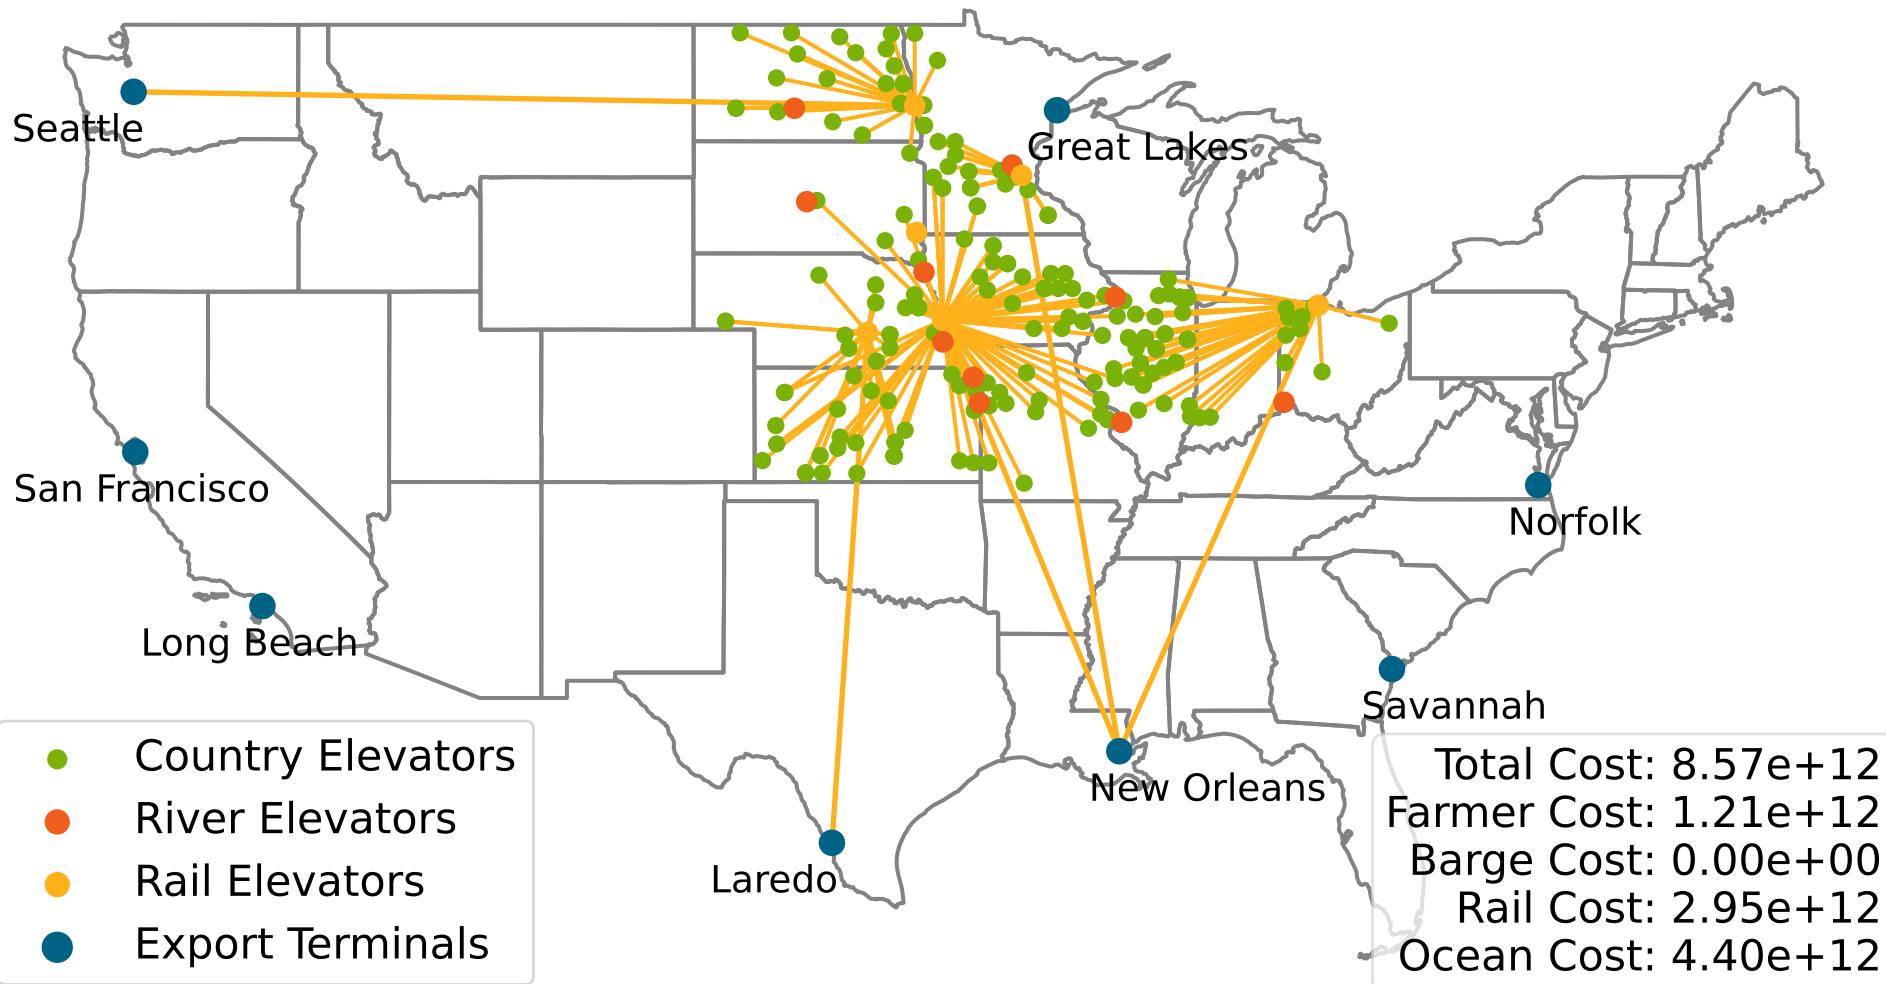 Seattle
Great Lakes
San Francisco
Norfolk
Long Beach
Savannah
New Orleans
Laredo
Country Elevators
River Elevators
Rail Elevators
Export Terminals
Total Cost: 8.57e+12
Farmer Cost: 1.21e+12
Barge Cost: 0.00e+00
Rail Cost: 2.95e+12
Ocean Cost: 4.40e+12